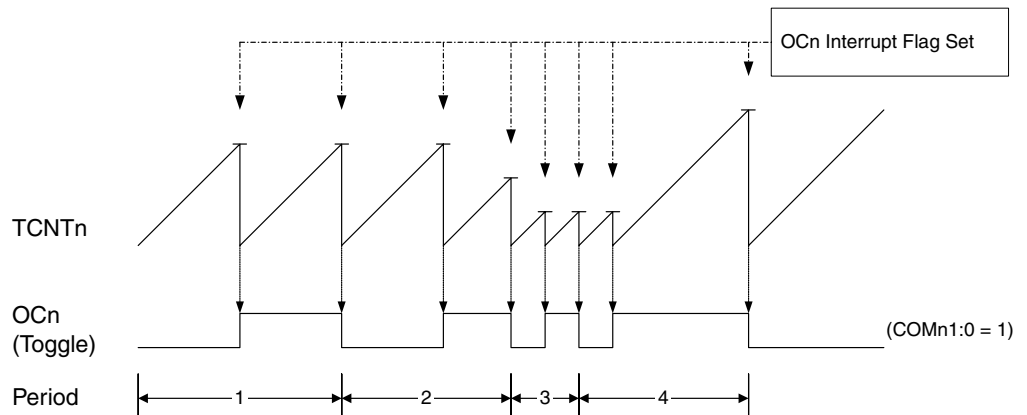 OCn Interrupt Flag Set
TCNTn
OCn
(Toggle)
(COMn1:0 = 1)
Period
1
2
3
4